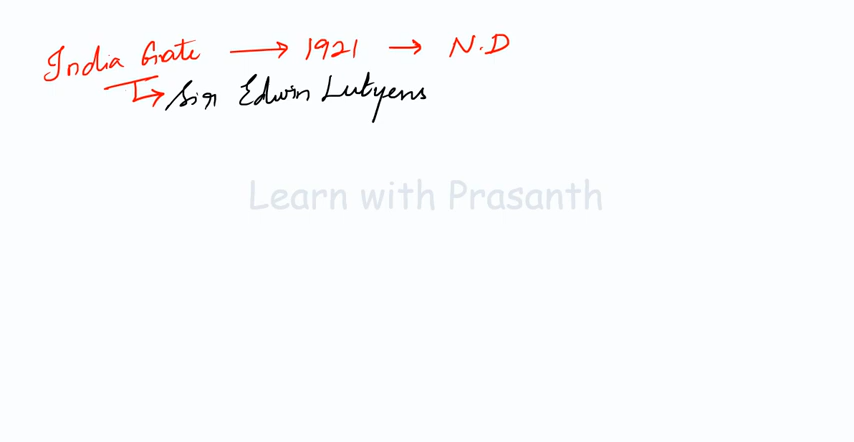 India Gate → 1921 → N.D
↳ Sir Edwin Lutyens
Learn with Prasanth